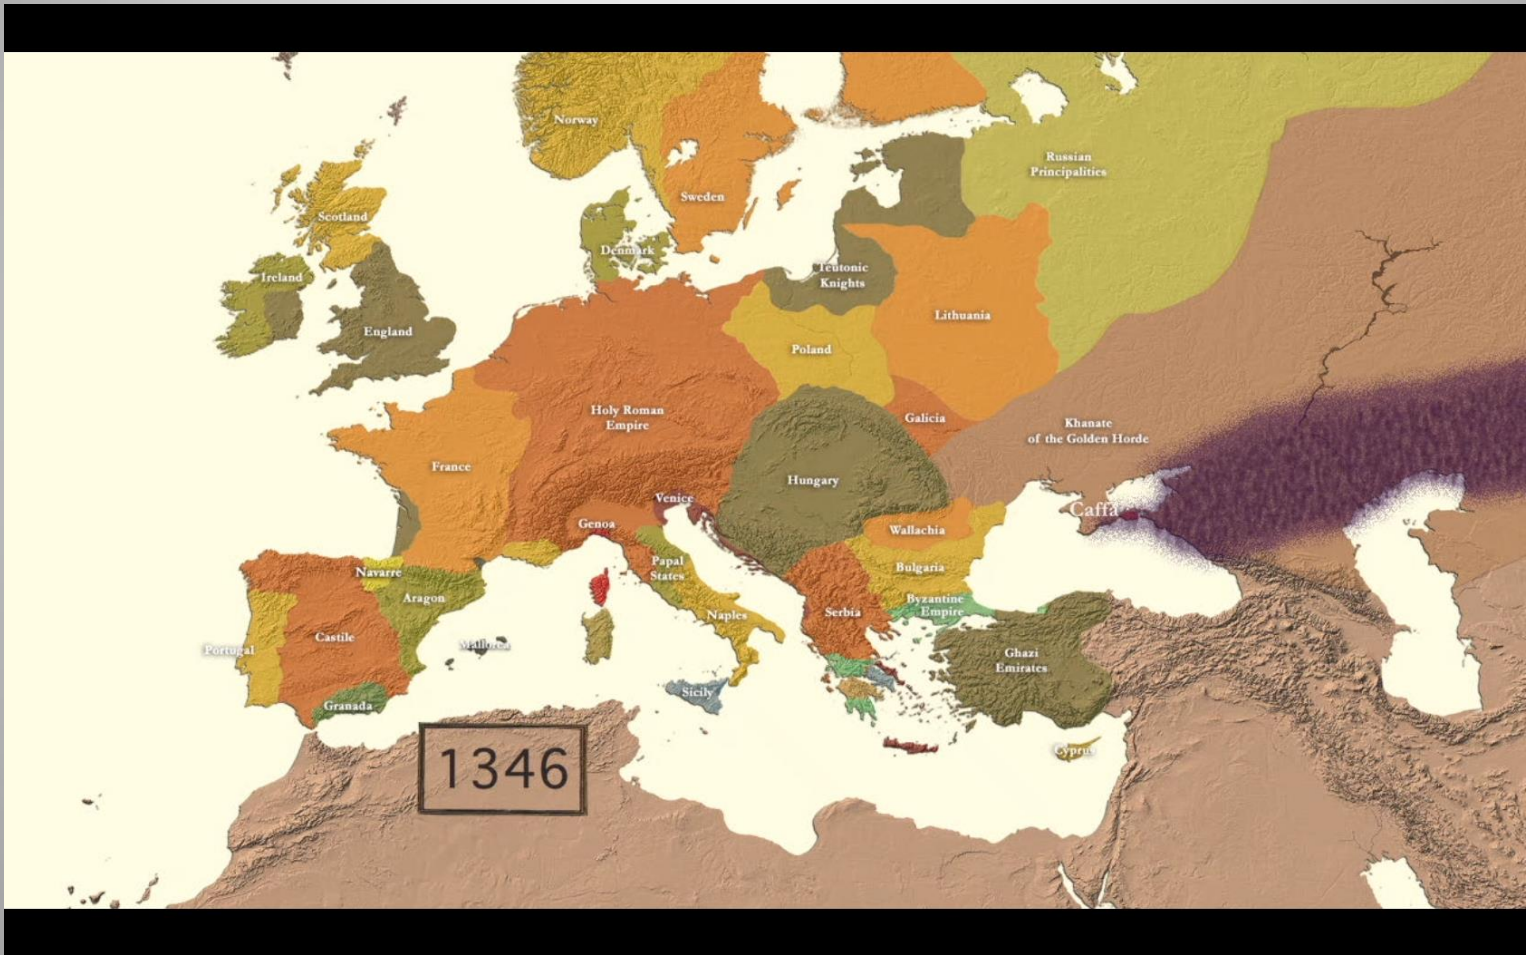 Norway
Russian
Principalities
Sweden
Scotland
Denmark
Ireland
Teutonic
Knights
England
Lithuania
Poland
Holy Roman
Empire
Galicia
Khanate
of the Golden Horde
France
Hungary
Venice
Caffa
Genoa
Wallachia
Papal
States
Navarre
Bulgaria
Aragon
Byzantine
Empire
Naples
Serbia
Castile
Portugal
Mallorca
Ghazi
Emirates
Sicily
Granada
Cyprus
1346